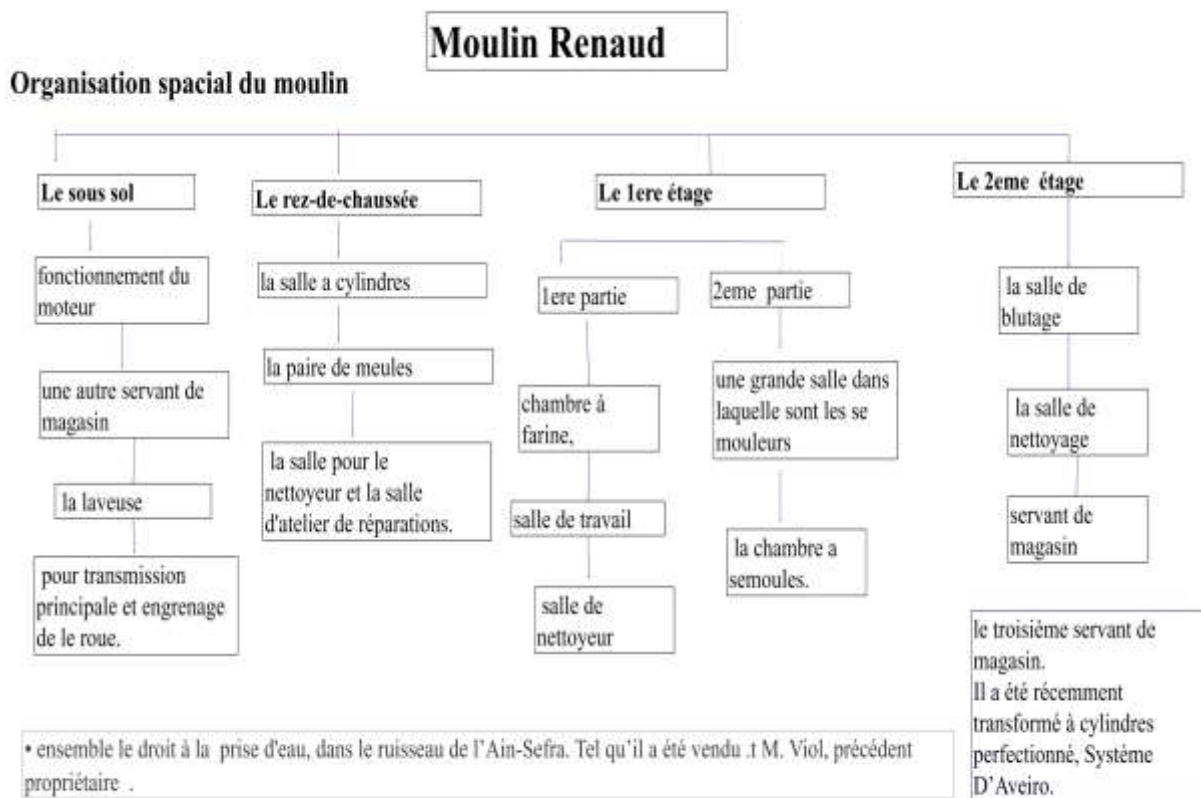 Moulin Renaud
Organisation spacial du moulin
Le sous sol
fonctionnement du
moteur
une autre servant de
magasin
la laveuse
pour transmission
principale et engrenage
de le roue.
Le rez-de-chaussée
la salle a cylindres
la paire de meules
la salle pour le
nettoyeur et la salle
d'atelier de réparations.
Le 1ere étage
1ere partie
chambre à
farine,
salle de travail
salle de
nettoyeur
2eme partie
une grande salle dans
laquelle sont les se
mouleurs
la chambre a
semoules.
Le 2eme étage
la salle de
blutage
la salle de
nettoyage
servant de
magasin
le troisième servant de
magasin.
Il a été récemment
transformé à cylindres
perfectionné, Système
D'Aveiro.
• ensemble le droit à la prise d'eau, dans le ruisseau de l'Ain-Sefra. Tel qu'il a été vendu .t M. Viol, précédent
propriétaire .